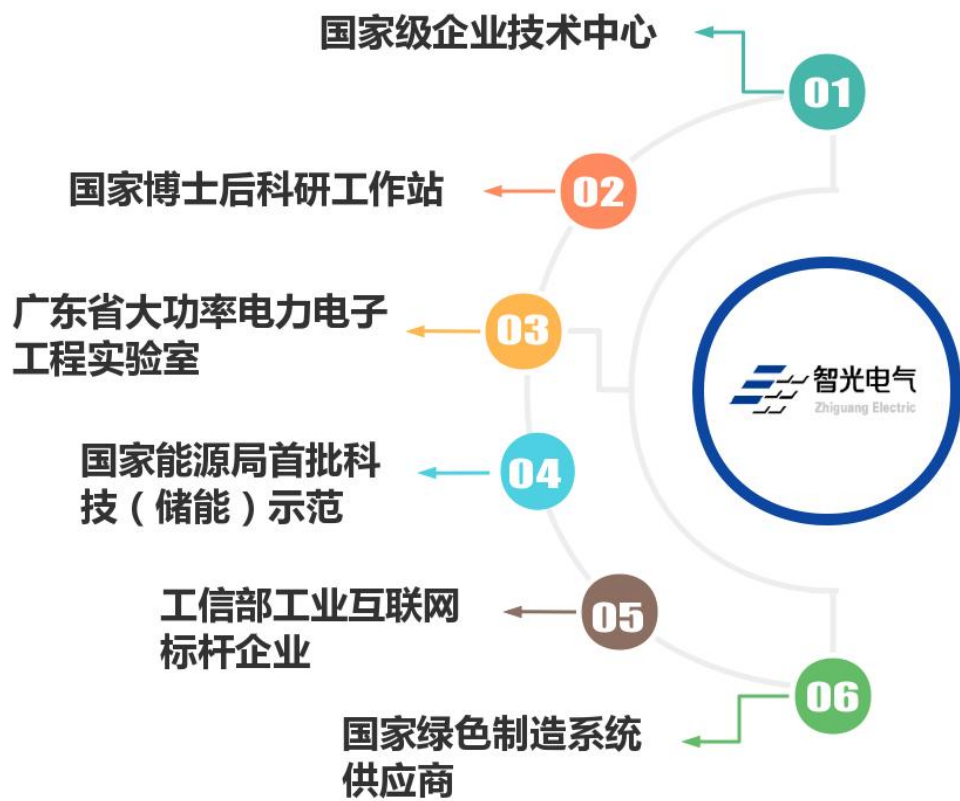 国家级企业技术中心
01
国家博士后科研工作站
02
广东省大功率电力电子
工程实验室
03
智光电气
Zhiguang Electric
国家能源局首批科
技（储能）示范
04
工信部工业互联网
标杆企业
05
国家绿色制造系统
供应商
06